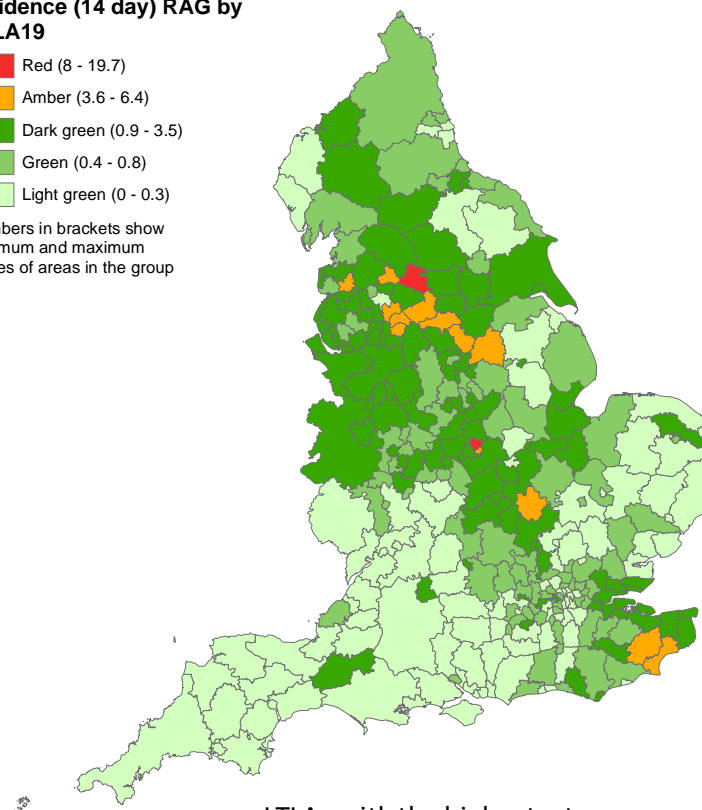 idence (14 day) RAG by
LA19
Red (8 - 19.7)
Amber (3.6 - 6.4)
Dark green (0.9 - 3.5)
Green (0.4 - 0.8)
Light green (0 - 0.3)
bers in brackets show
mum and maximum
es of areas in the group